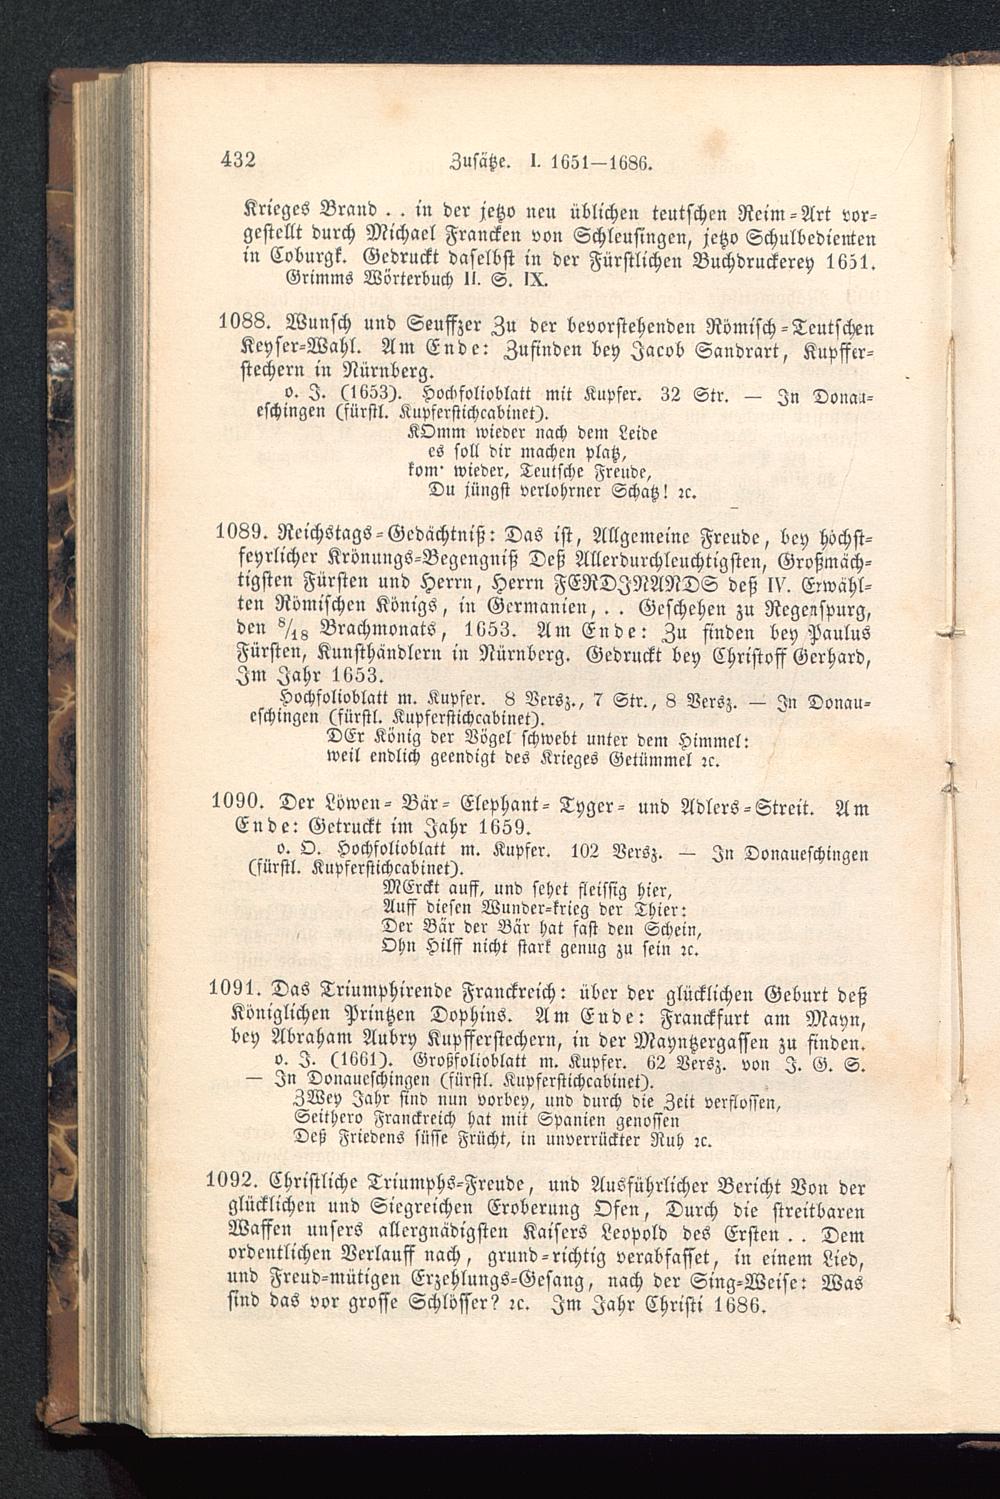 432 Zusätze. I. 1651—1686.
Krieges Brand . . in der jetzo neu üblichen teutschen Reim-Art vor-
gestellt durch Michael Francken von Schleusingen, jetzo Schulbedienten
in Coburgk. Gedruckt daselbst in der Fürstlichen Buchdruckerey 1651.
Grimms Wörterbuch II. S. IX.
1088. Wunsch und Seuffzer Zu der bevorstehenden Römisch-Teutschen
Keyser-Wahl. Am Ende: Zufinden bey Jacob Sandrart, Kupffer-
stechern in Nürnberg.
o. J. (1653). Hochfolioblatt mit Kupfer. 32 Str. — In Donau-
eschingen (fürstl. Kupferstichcabinet).
KOmm wieder nach dem Leide
es soll dir machen platz,
kom· wieder, Teutsche Freude,
Du jüngst verlohrner Schatz! ꝛc.
1089. Reichstags-Gedächtniß: Das ist, Allgemeine Freude, bey höchst-
feyrlicher Krönungs-Begengniß Deß Allerdurchleuchtigsten, Großmäch-
tigsten Fürsten und Herrn, Herrn FERDINANDS deß IV. Erwähl-
ten Römischen Königs, in Germanien, . . Geschehen zu Regenspurg,
den 8/18 Brachmonats, 1653. Am Ende: Zu finden bey Paulus
Fürsten, Kunsthändlern in Nürnberg. Gedruckt bey Christoff Gerhard,
Im Jahr 1653.
Hochfolioblatt m. Kupfer. 8 Versz., 7 Str., 8 Versz. — In Donau-
eschingen (fürstl. Kupferstichcabinet).
DEr König der Vögel schwebt unter dem Himmel:
weil endlich geendigt des Krieges Getümmel ꝛc.
1090. Der Löwen- Bär- Elephant- Tyger- und Adlers-Streit. Am
Ende: Getruckt im Jahr 1659.
o. O. Hochfolioblatt m. Kupfer. 102 Versz. — In Donaueschingen
(fürstl. Kupferstichcabinet).
MErckt auff, und sehet fleissig hier,
Auff diesen Wunder-krieg der Thier:
Der Bär der Bär hat fast den Schein,
Ohn Hilff nicht stark genug zu sein ꝛc.
1091. Das Triumphirende Franckreich: über der glücklichen Geburt deß
Königlichen Printzen Dophins. Am Ende: Franckfurt am Mayn,
bey Abraham Aubry Kupfferstechern, in der Mayntzergassen zu finden.
o. J. (1661). Großfolioblatt m. Kupfer. 62 Versz. von J. G. S.
— In Donaueschingen (fürstl. Kupferstichcabinet).
ZWey Jahr sind nun vorbey, und durch die Zeit verflossen,
Seithero Franckreich hat mit Spanien genossen
Deß Friedens süsse Frücht, in unverrückter Ruh ꝛc.
1092. Christliche Triumphs-Freude, und Ausführlicher Bericht Von der
glücklichen und Siegreichen Eroberung Ofen, Durch die streitbaren
Waffen unsers allergnädigsten Kaisers Leopold des Ersten . . Dem
ordentlichen Verlauff nach, grund-richtig verabfasset, in einem Lied,
und Freud-mütigen Erzehlungs-Gesang, nach der Sing-Weise: Was
sind das vor grosse Schlösser? ꝛc. Im Jahr Christi 1686.